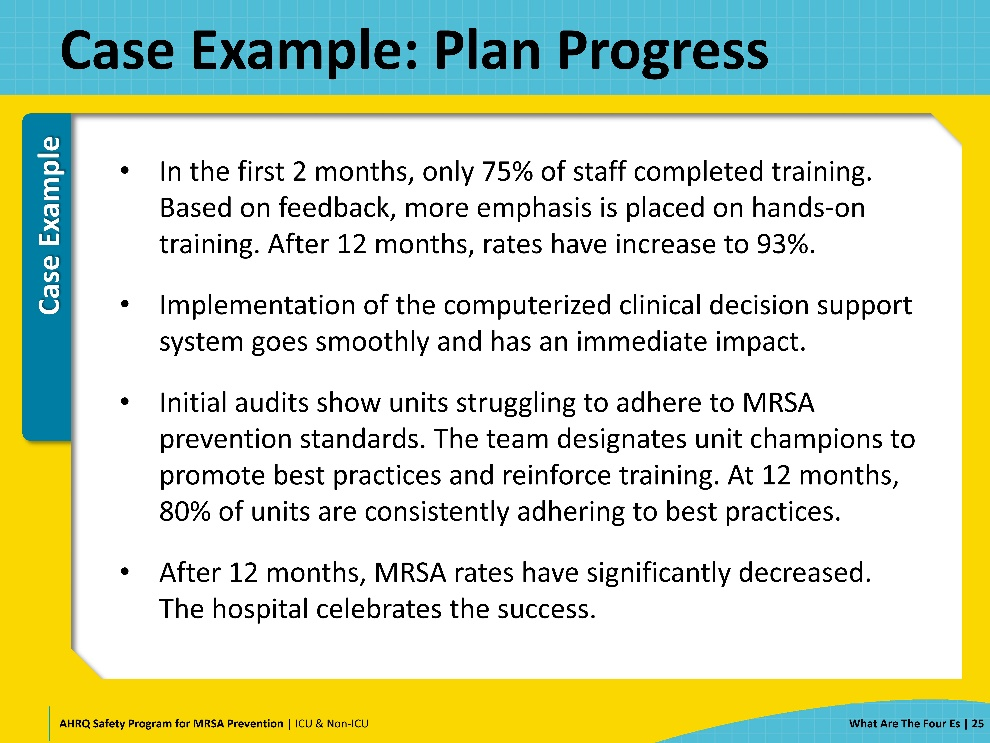 Case Example: Plan Progress
Case Example
• In the first 2 months, only 75% of staff completed training.
Based on feedback, more emphasis is placed on hands-on
training. After 12 months, rates have increase to 93%.
• Implementation of the computerized clinical decision support
system goes smoothly and has an immediate impact.
• Initial audits show units struggling to adhere to MRSA
prevention standards. The team designates unit champions to
promote best practices and reinforce training. At 12 months,
80% of units are consistently adhering to best practices.
• After 12 months, MRSA rates have significantly decreased.
The hospital celebrates the success.
AHRQ Safety Program for MRSA Prevention | ICU & Non-ICU
What Are The Four Es | 25